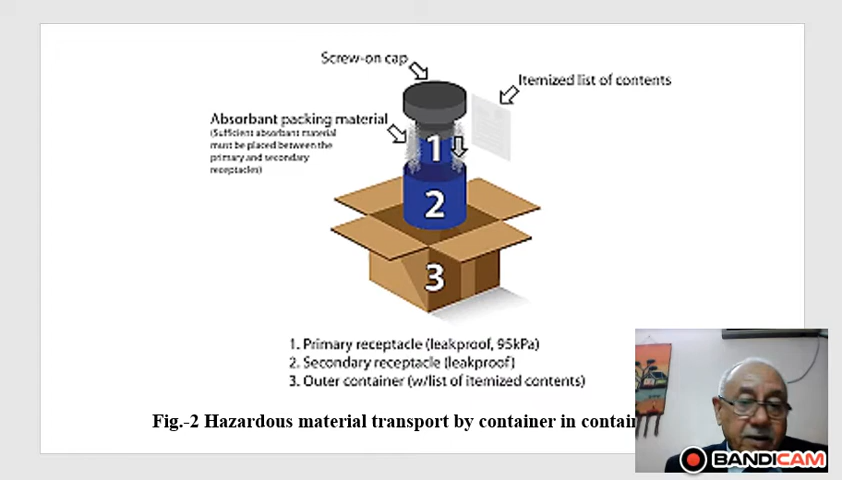 Screw-on cap
Itemized list of contents
Absorbant packing material
(Sufficient absorbant material
must be placed between the
primary and secondary
receptacles)
1
2
3
1. Primary receptacle (leakproof, 95kPa)
2. Secondary receptacle (leakproof)
3. Outer container (w/list of itemized contents)
Fig.-2 Hazardous material transport by container in contain
BANDICAM